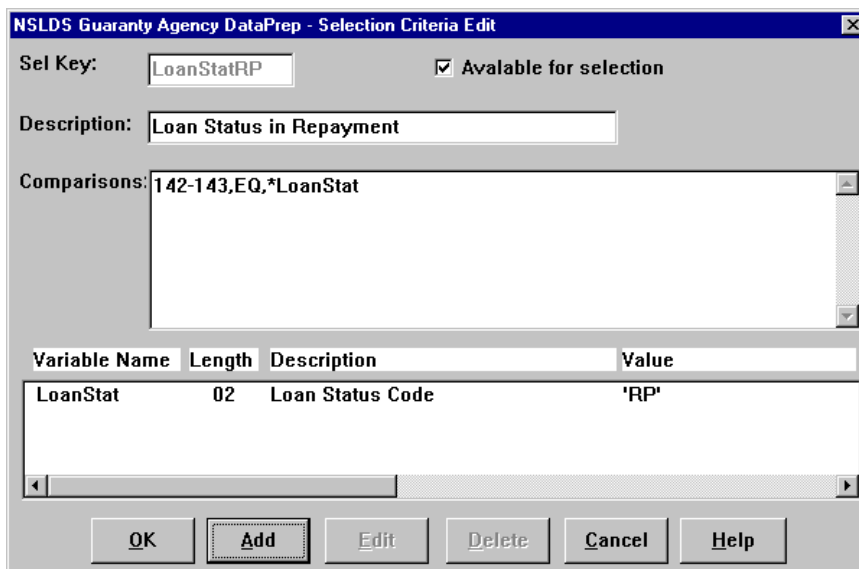 NSLDS Guaranty Agency DataPrep - Selection Criteria Edit
Sel Key: LoanStatRP Avalable for selection
Description: Loan Status in Repayment
Comparisons: 142-143,EQ,*LoanStat
Variable Name Length Description Value
LoanStat 02 Loan Status Code 'RP'
OK Add Edit Delete Cancel Help